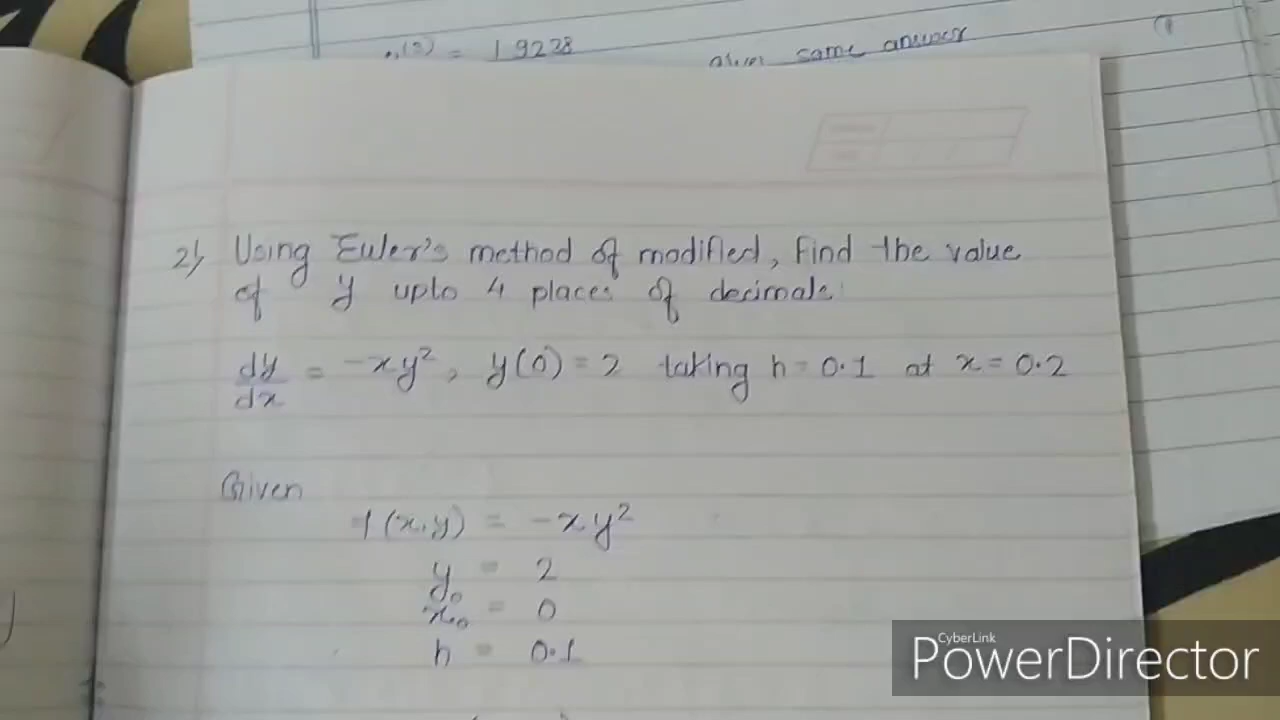 = 1.9228 same answer
2) Using Euler's method of modified, Find the value
of y upto 4 places of decimals.
dy/dx = -xy², y(0) = 2 taking h = 0.1 at x = 0.2
Given
f(x,y) = -xy²
y₀ = 2
x₀ = 0
h = 0.1
CyberLink
PowerDirector